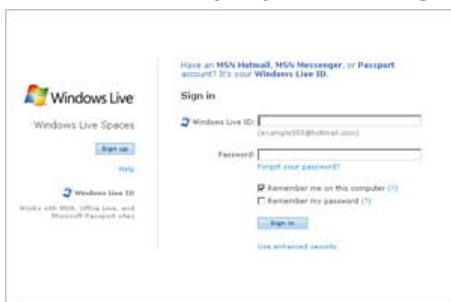 Have an MSN Hotmail, MSN Messenger, or Passport
account? It's your Windows Live ID.
Windows Live
Windows Live Spaces
Sign up
Help
Windows Live ID
Works with MSN, Office Live, and
Microsoft Passport sites
Sign in
Windows Live ID:
(example555@hotmail.com)
Password:
Forgot your password?
Remember me on this computer (?)
Remember my password (?)
Sign in
Use enhanced security